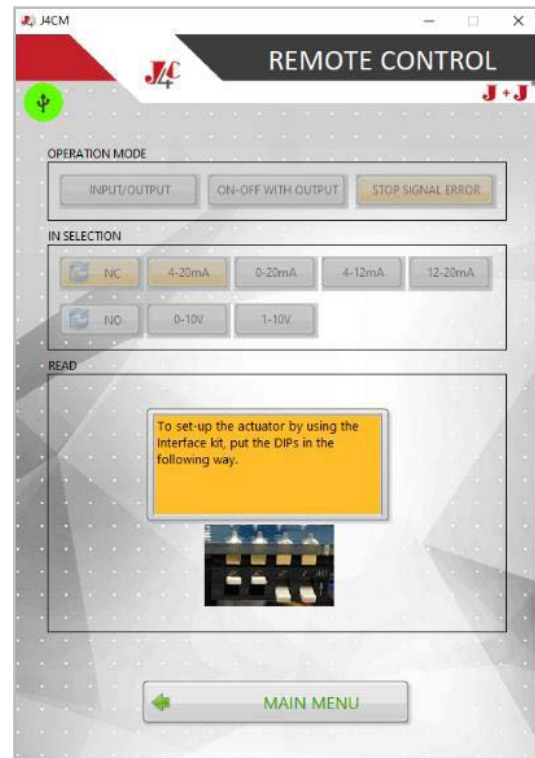 J4CM
J4C
REMOTE CONTROL
J+J
OPERATION MODE
INPUT/OUTPUT ON-OFF WITH OUTPUT STOP SIGNAL ERROR
IN SELECTION
NC 4-20mA 0-20mA 4-12mA 12-20mA
NO 0-10V 1-10V
READ
To set-up the actuator by using the
Interface kit, put the DIPs in the
following way.
MAIN MENU